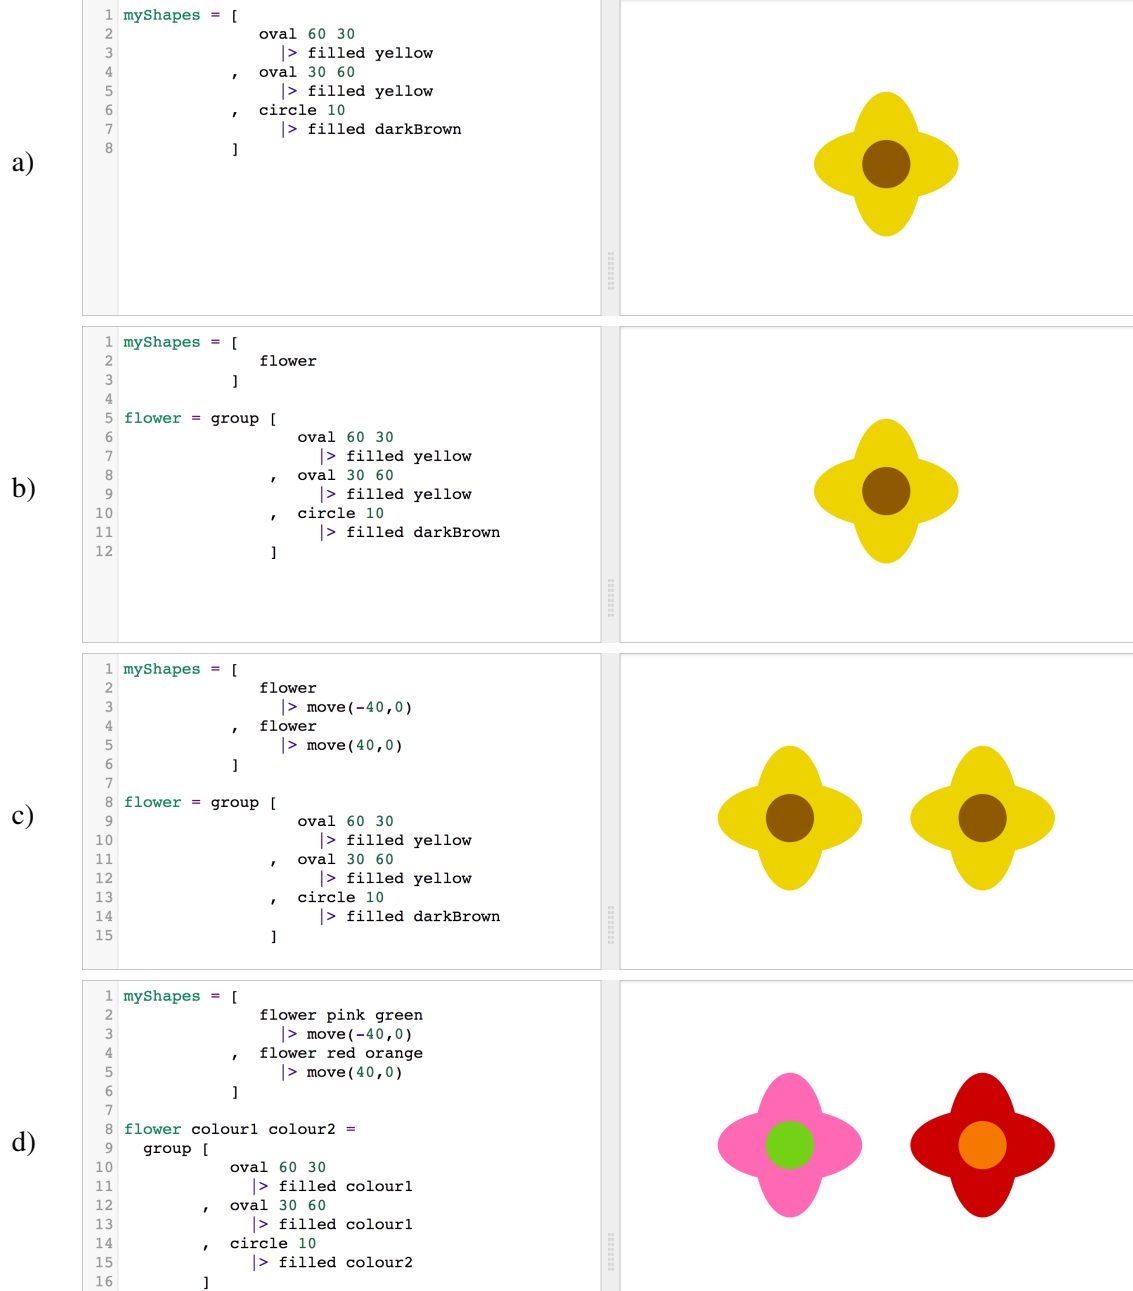 1 myShapes = [
2 oval 60 30
3 |> filled yellow
4 , oval 30 60
5 |> filled yellow
6 , circle 10
7 |> filled darkBrown
8 ]
a)
1 myShapes = [
2 flower
3 ]
4
5 flower = group [
6 oval 60 30
7 |> filled yellow
8 , oval 30 60
9 |> filled yellow
10 , circle 10
11 |> filled darkBrown
12 ]
b)
1 myShapes = [
2 flower
3 |> move(-40,0)
4 , flower
5 |> move(40,0)
6 ]
7
8 flower = group [
9 oval 60 30
10 |> filled yellow
11 , oval 30 60
12 |> filled yellow
13 , circle 10
14 |> filled darkBrown
15 ]
c)
1 myShapes = [
2 flower pink green
3 |> move(-40,0)
4 , flower red orange
5 |> move(40,0)
6 ]
7
8 flower colour1 colour2 =
9 group [
10 oval 60 30
11 |> filled colour1
12 , oval 30 60
13 |> filled colour1
14 , circle 10
15 |> filled colour2
16 ]
d)